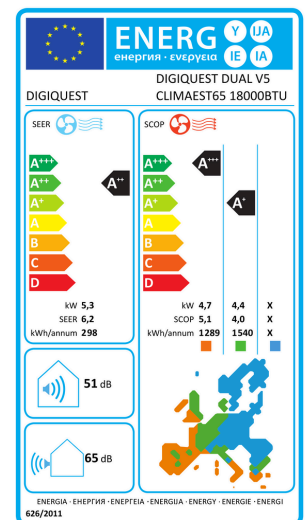 ENERG Y IJA IE IA
енергия · ενεργεια
DIGIQUEST DUAL V5
DIGIQUEST CLIMAEST65 18000BTU
SEER SCOP
A+++ A+++ A+++
A++ A++ A++
A+ A+ A+
A A
B B
C C
D D
kW 5,3 kW 4,7 4,4 X
SEER 6,2 SCOP 5,1 4,0 X
kWh/annum 298 kWh/annum 1289 1540 X
51 dB
65 dB
ENERGIA · ЕНЕРГИЯ · ΕΝΕΡΓΕΙΑ · ENERGIJA · ENERGY · ENERGIE · ENERGI
626/2011